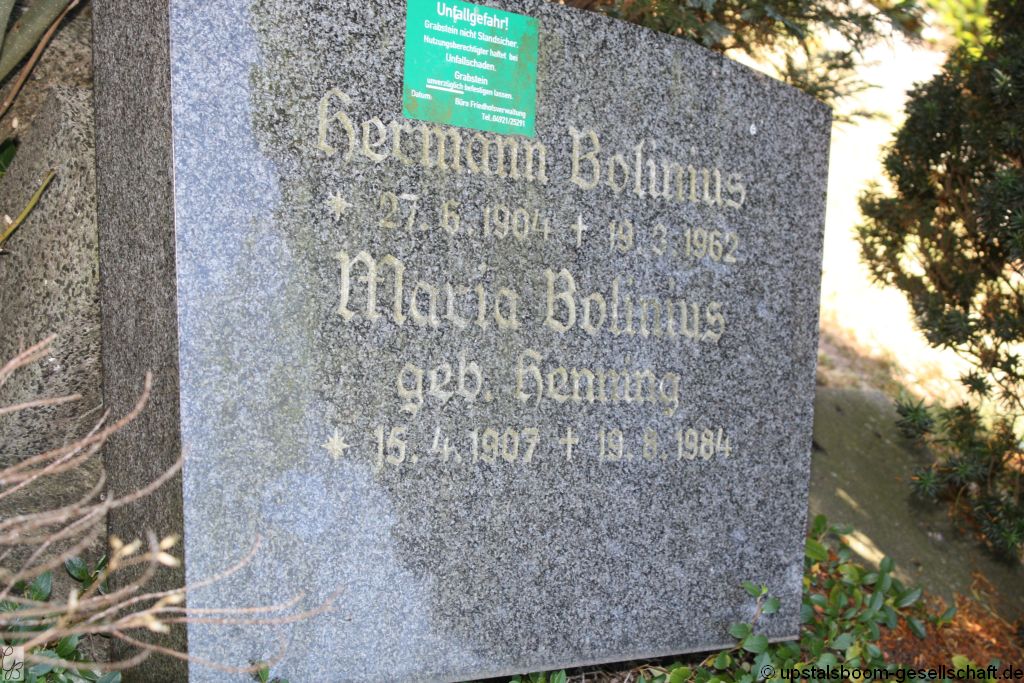 Unfallgefahr!
Grabstein nicht Standsicher.
Nutzungsberechtigter haftet bei
Unfallschaden.
Grabstein
unverzüglich befestigen lassen.
Datum:
Büro Friedhofsverwaltung
Tel. 04921/25291
Hermann Bolinius
* 27. 6. 1904 † 19. 3. 1962
Maria Bolinius
geb. Henning
* 15. 4. 1907 † 19. 8. 1984
© upstalsboom-gesellschaft.de